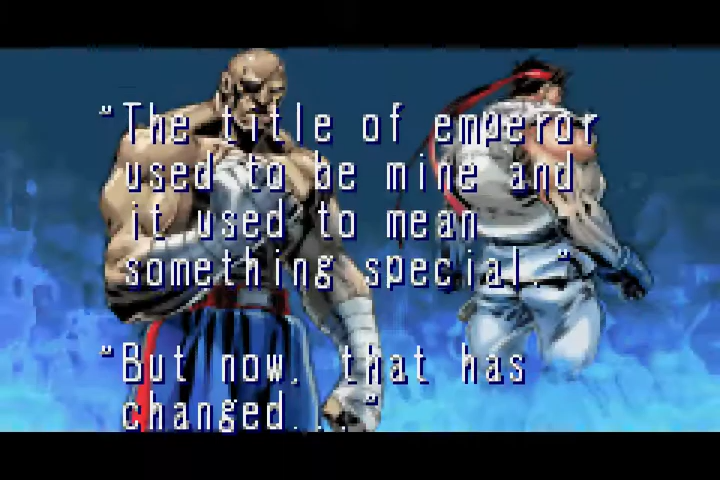 "The title of emperor
used to be mine and
it used to mean
something special."
"But now, that has
changed..."